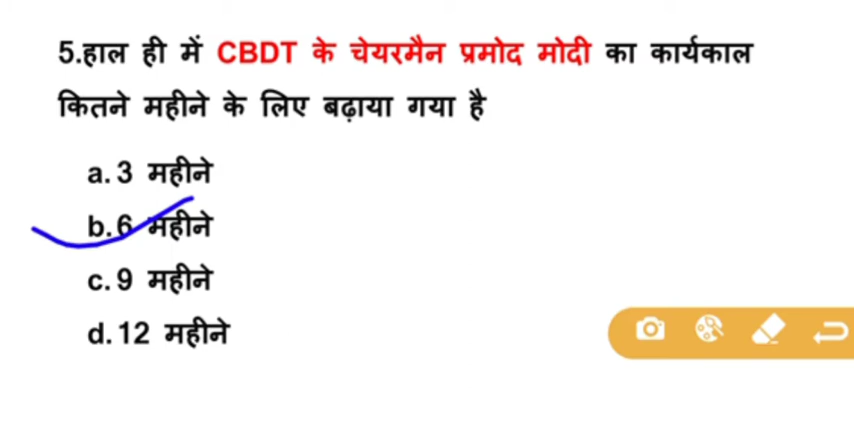 5.हाल ही में CBDT के चेयरमैन प्रमोद मोदी का कार्यकाल
कितने महीने के लिए बढ़ाया गया है
a. 3 महीने
b. 6 महीने
c. 9 महीने
d. 12 महीने